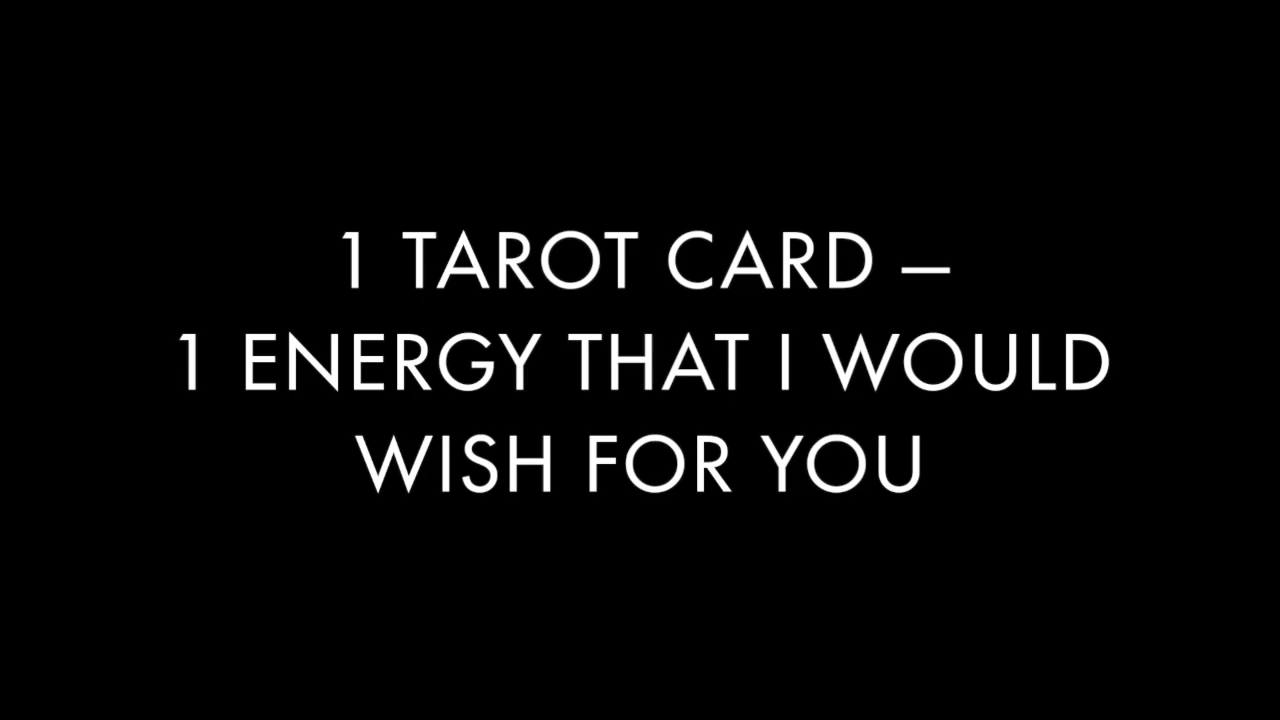 1 TAROT CARD –
1 ENERGY THAT I WOULD
WISH FOR YOU